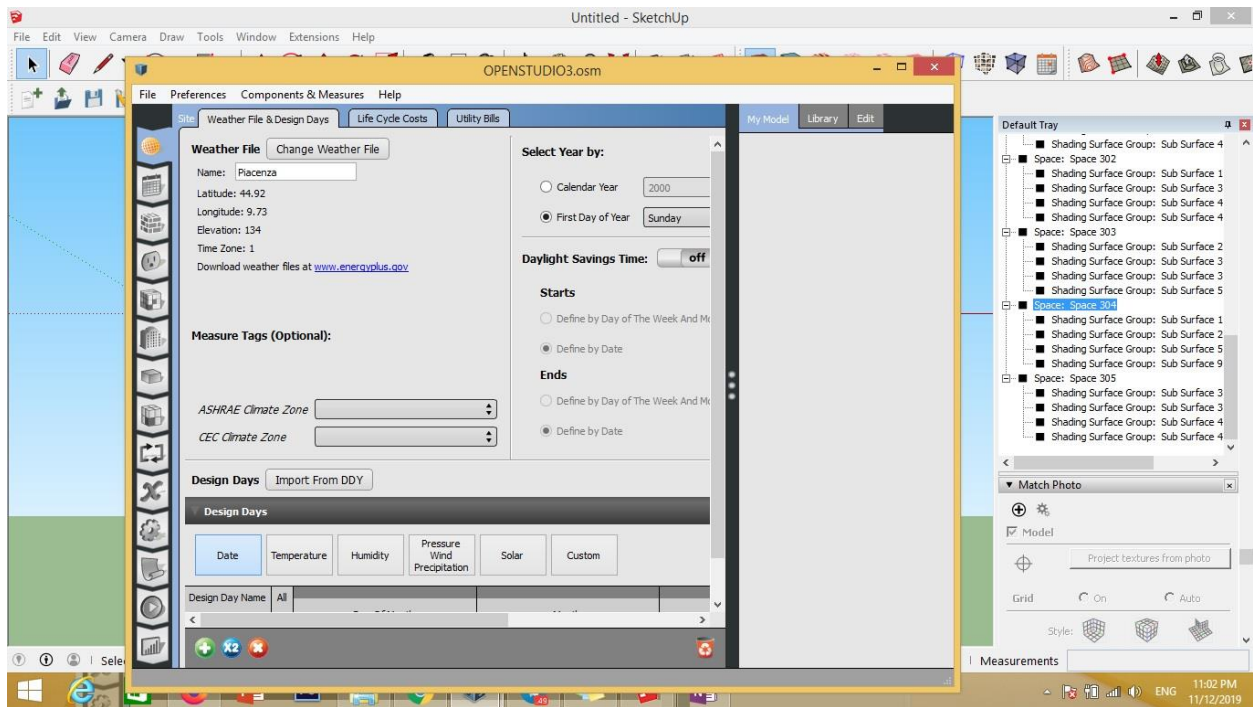 Untitled - SketchUp
File Edit View Camera Draw Tools Window Extensions Help
OPENSTUDIO3.osm
File Preferences Components & Measures Help
Site Weather File & Design Days Life Cycle Costs Utility Bills
My Model Library Edit
Weather File Change Weather File
Name: Piacenza
Latitude: 44.92
Longitude: 9.73
Elevation: 134
Time Zone: 1
Download weather files at www.energyplus.gov
Measure Tags (Optional):
ASHRAE Climate Zone
CEC Climate Zone
Select Year by:
Calendar Year 2000
First Day of Year Sunday
Daylight Savings Time: off
Starts
Define by Day of The Week And Mo
Define by Date
Ends
Define by Day of The Week And Mo
Define by Date
Design Days Import From DDY
Design Days
Date
Temperature
Humidity
Pressure
Wind
Precipitation
Solar
Custom
Design Day Name All
X2
Default Tray
Shading Surface Group: Sub Surface 4
Space: Space 302
Shading Surface Group: Sub Surface 1
Shading Surface Group: Sub Surface 3
Shading Surface Group: Sub Surface 4
Shading Surface Group: Sub Surface 4
Space: Space 303
Shading Surface Group: Sub Surface 2
Shading Surface Group: Sub Surface 3
Shading Surface Group: Sub Surface 3
Shading Surface Group: Sub Surface 5
Space: Space 304
Shading Surface Group: Sub Surface 1
Shading Surface Group: Sub Surface 2
Shading Surface Group: Sub Surface 5
Shading Surface Group: Sub Surface 9
Space: Space 305
Shading Surface Group: Sub Surface 3
Shading Surface Group: Sub Surface 3
Shading Surface Group: Sub Surface 4
Shading Surface Group: Sub Surface 4
Match Photo
Model
Project textures from photo
Grid On Auto
Style:
Sele
Measurements
ENG
11:02 PM
11/12/2019